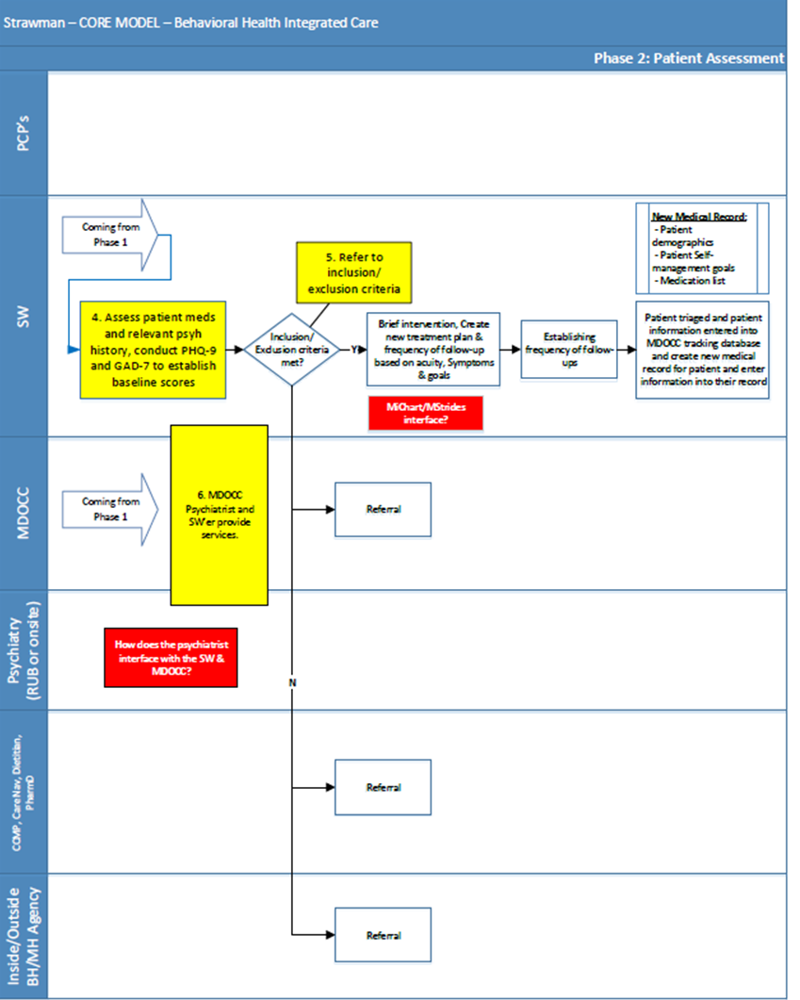 Strawman – CORE MODEL – Behavioral Health Integrated Care
Phase 2: Patient Assessment
PCP's
SW
Coming from
Phase 1
4. Assess patient meds
and relevant psyh
history, conduct PHQ-9
and GAD-7 to establish
baseline scores
5. Refer to
inclusion/
exclusion criteria
Inclusion/
Exclusion criteria
met?
Y
Brief intervention, Create
new treatment plan &
frequency of follow-up
based on acuity, Symptoms
& goals
MiChart/MStrides
interface?
Establishing
frequency of follow-
ups
New Medical Record:
- Patient
demographics
- Patient Self-
management goals
- Medication list
Patient triaged and patient
information entered into
MDOCC tracking database
and create new medical
record for patient and enter
information into their record
MDOCC
Coming from
Phase 1
6. MDOCC
Psychiatrist and
SW'er provide
services.
Referral
Psychiatry
(RUB or onsite)
How does the psychiatrist
interface with the SW &
MDOCC?
N
CCMP, Care Nav, Dietitian,
PharmD
Referral
Inside/Outside
BH/MH Agency
Referral